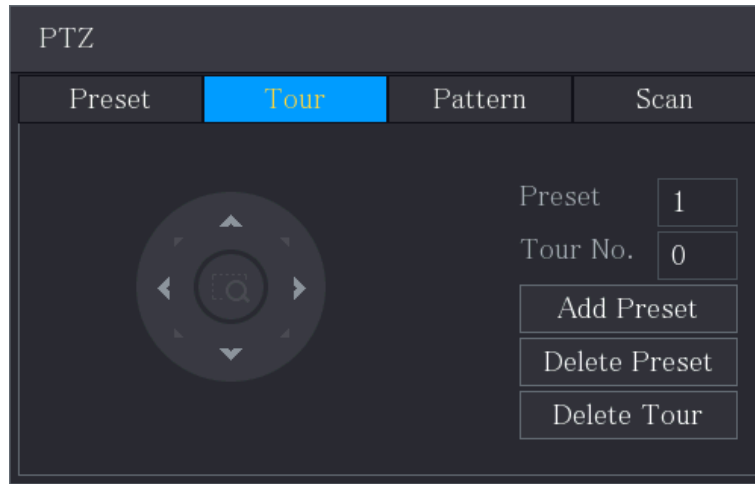 PTZ
Preset Tour Pattern Scan
Preset 1
Tour No. 0
Add Preset
Delete Preset
Delete Tour